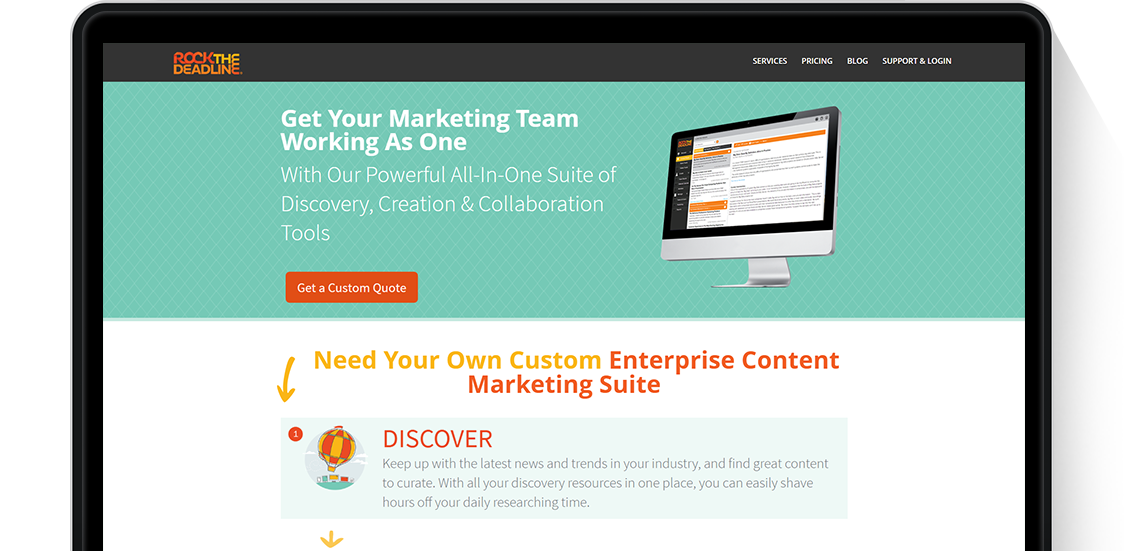 ROCKTHE
DEADLINE
SERVICES PRICING BLOG SUPPORT & LOGIN
Get Your Marketing Team
Working As One
With Our Powerful All-In-One Suite of
Discovery, Creation & Collaboration
Tools
Get a Custom Quote
Need Your Own Custom Enterprise Content
Marketing Suite
1
DISCOVER
Keep up with the latest news and trends in your industry, and find great content
to curate. With all your discovery resources in one place, you can easily shave
hours off your daily researching time.